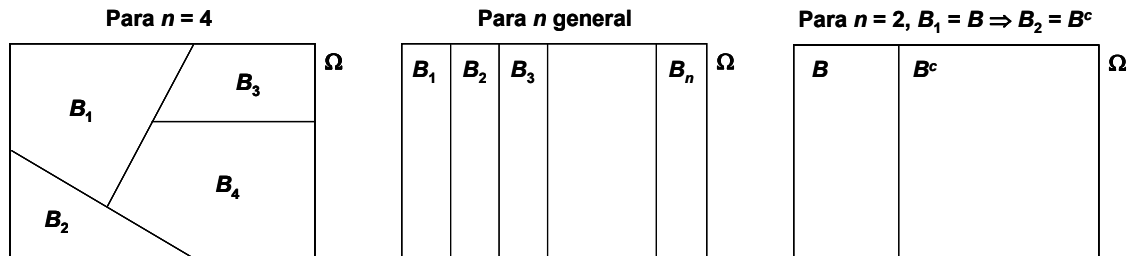 Para n = 4
B₁
B₂
B₃
B₄
Ω
Para n general
B₁ B₂ B₃ Bₙ
Ω
Para n = 2, B₁ = B ⇒ B₂ = Bᶜ
B Bᶜ
Ω